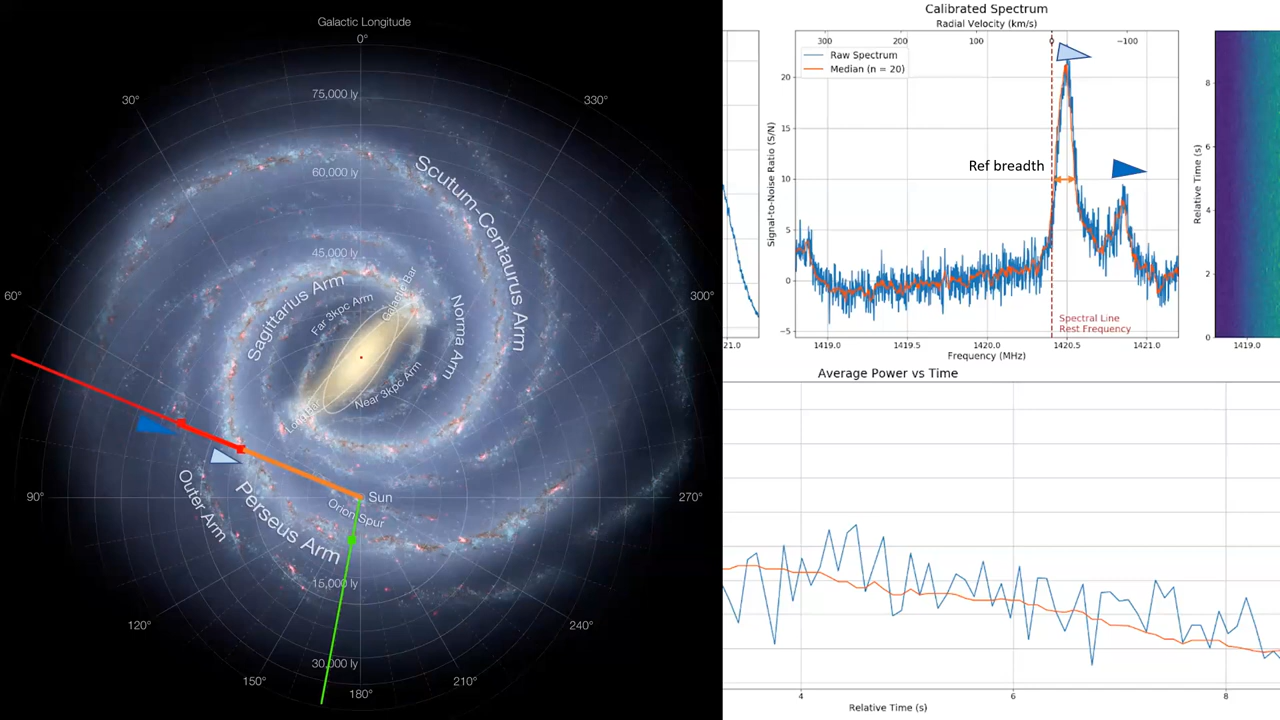 Galactic Longitude
0°
30°
330°
75,000 ly
60,000 ly
45,000 ly
Scutum-Centaurus Arm
Sagittarius Arm
Far 3kpc Arm
Galactic Bar
Norma Arm
60°
300°
Near 3kpc Arm
Long Bar
90°
Sun
270°
Orion Spur
Outer Arm
Perseus Arm
15,000 ly
120°
240°
30,000 ly
150°
210°
180°
Calibrated Spectrum
Radial Velocity (km/s)
300 200 100 0 −100
Raw Spectrum
Median (n = 20)
Signal-to-Noise Ratio (S/N)
20
15
10
5
0
−5
Ref breadth
Spectral Line
Rest Frequency
1419.0 1419.5 1420.0 1420.5 1421.0
Frequency (MHz)
21.0
Relative Time (s)
8
6
4
2
0
1419.0
Average Power vs Time
4 6 8
Relative Time (s)